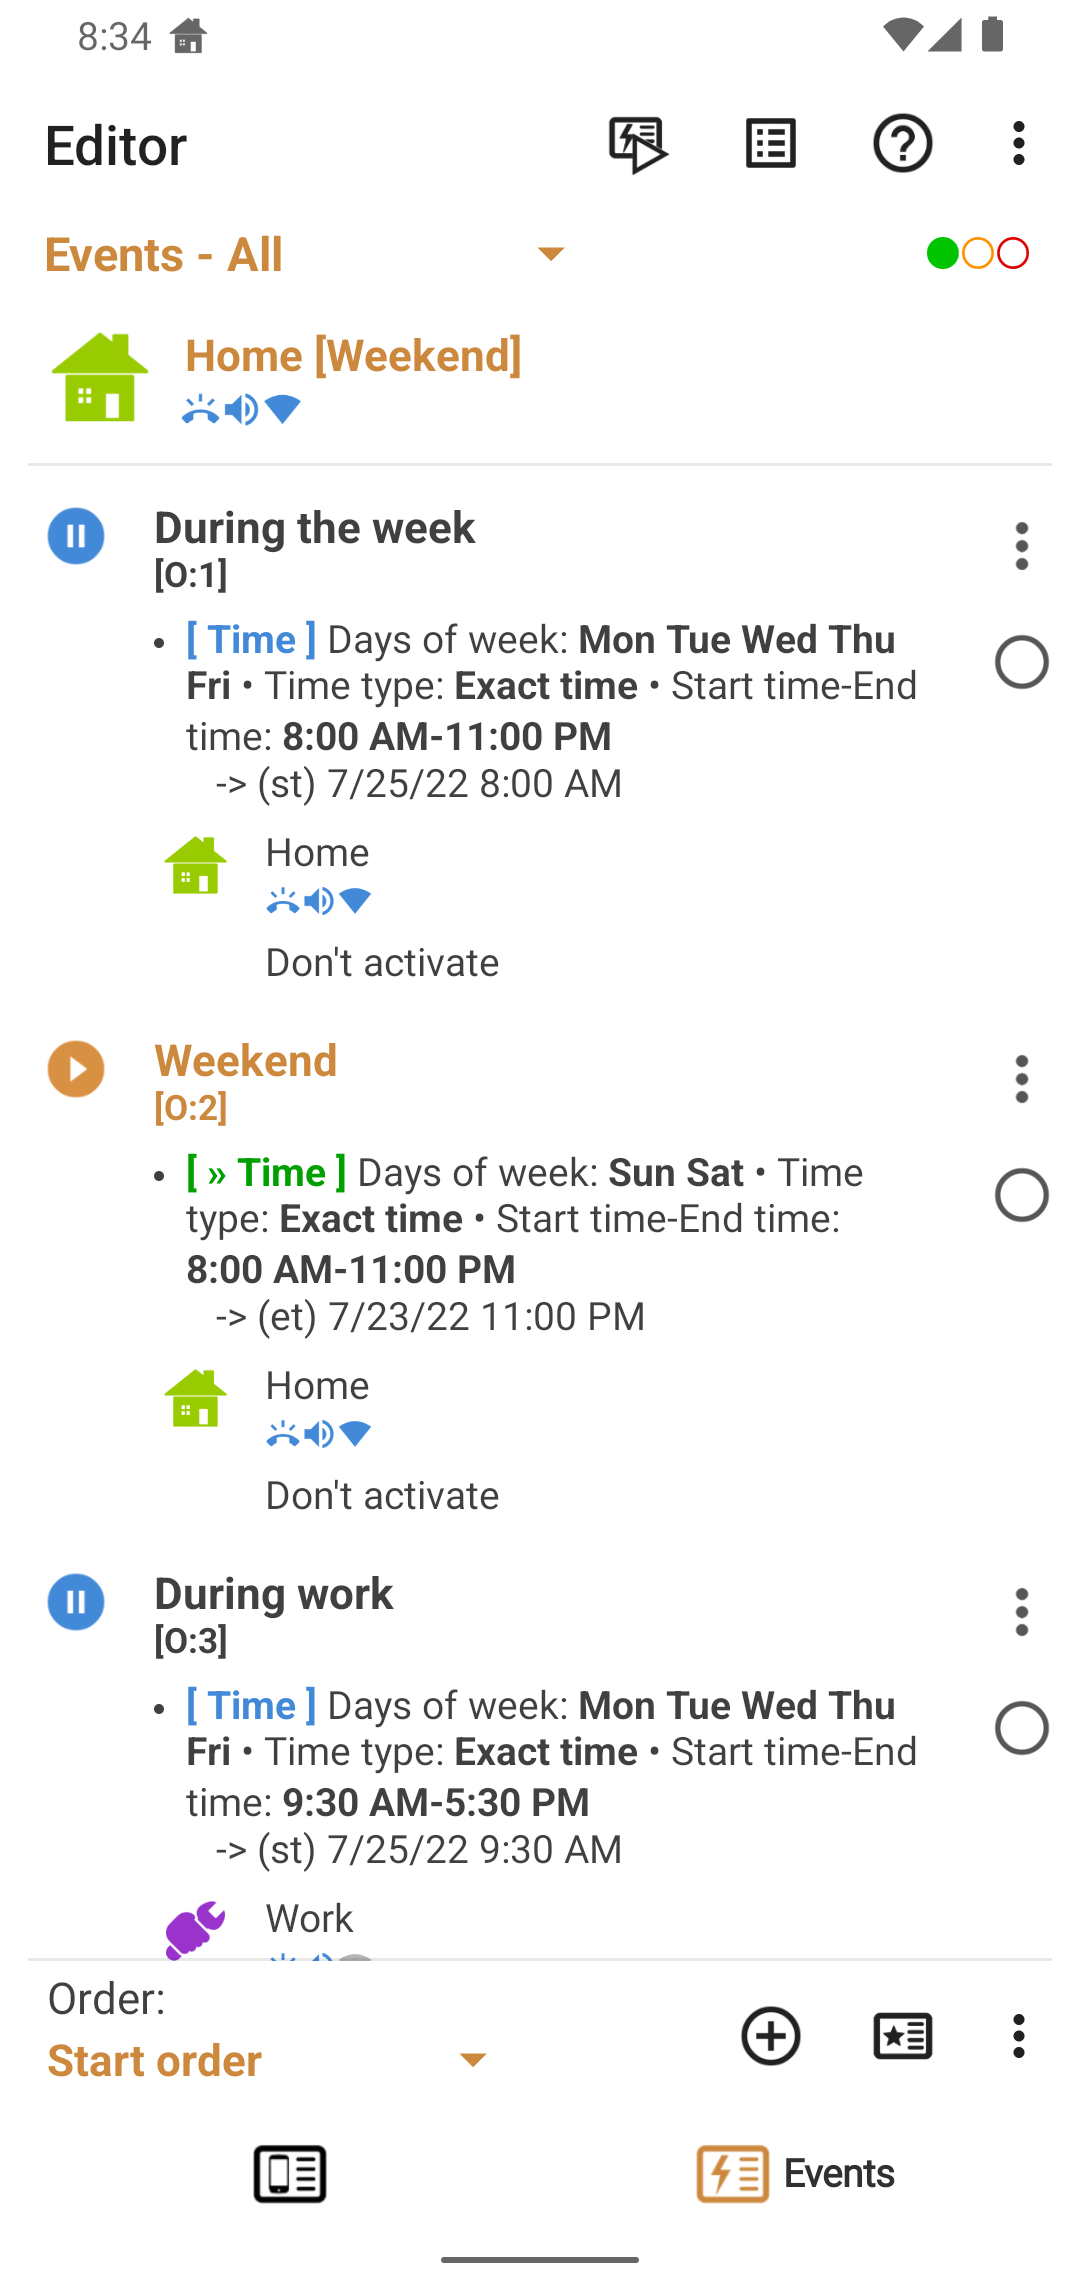 8:34
Editor
Events - All
Home [Weekend]
During the week
[O:1]
• [ Time ] Days of week: Mon Tue Wed Thu
Fri • Time type: Exact time • Start time-End
time: 8:00 AM-11:00 PM
-> (st) 7/25/22 8:00 AM
Home
Don't activate
Weekend
[O:2]
• [ » Time ] Days of week: Sun Sat • Time
type: Exact time • Start time-End time:
8:00 AM-11:00 PM
-> (et) 7/23/22 11:00 PM
Home
Don't activate
During work
[O:3]
• [ Time ] Days of week: Mon Tue Wed Thu
Fri • Time type: Exact time • Start time-End
time: 9:30 AM-5:30 PM
-> (st) 7/25/22 9:30 AM
Work
Order:
Start order
Events